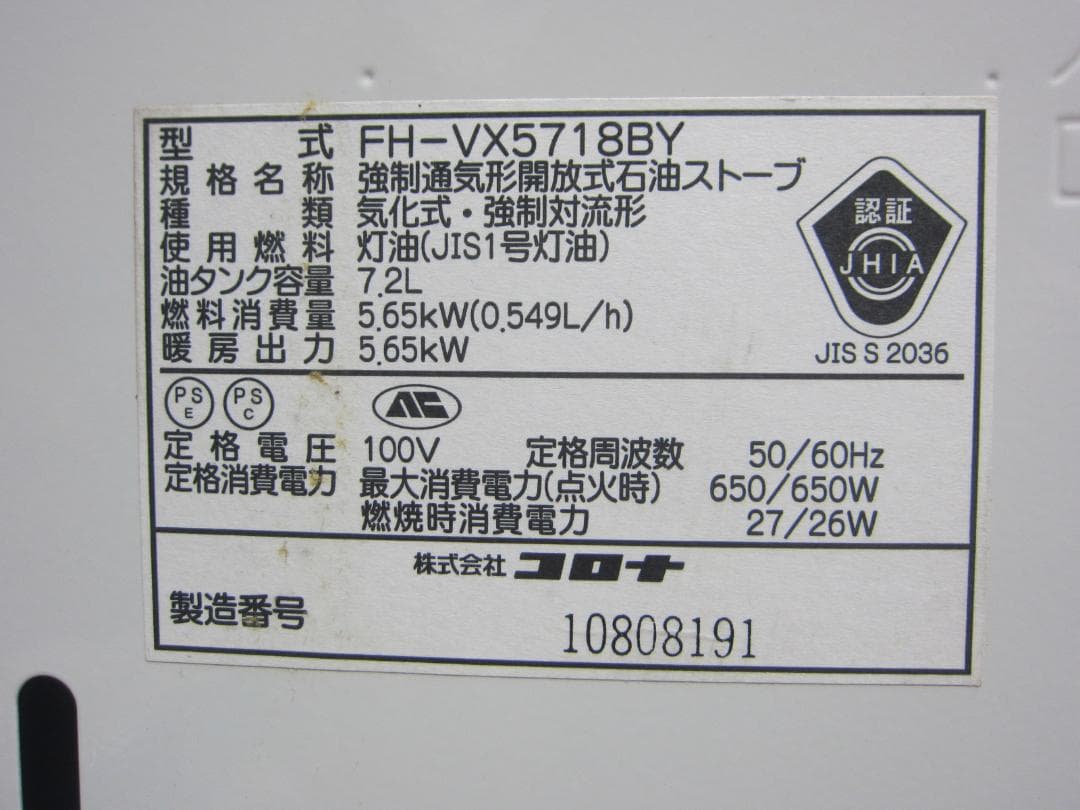 型式 FH-VX5718BY
規格名称 強制通気形開放式石油ストーブ
種類 気化式・強制対流形
使用燃料 灯油(JIS1号灯油)
油タンク容量 7.2L
燃料消費量 5.65kW(0.549L/h)
暖房出力 5.65kW
認証
JHIA
JIS S 2036
PS E PS C
定格電圧 100V 定格周波数 50/60Hz
定格消費電力 最大消費電力(点火時) 650/650W
燃焼時消費電力 27/26W
株式会社 コロナ
製造番号 10808191